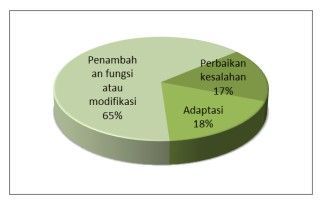 Penambah
an fungsi
atau
modifikasi
65%
Perbaikan
kesalahan
17%
Adaptasi
18%